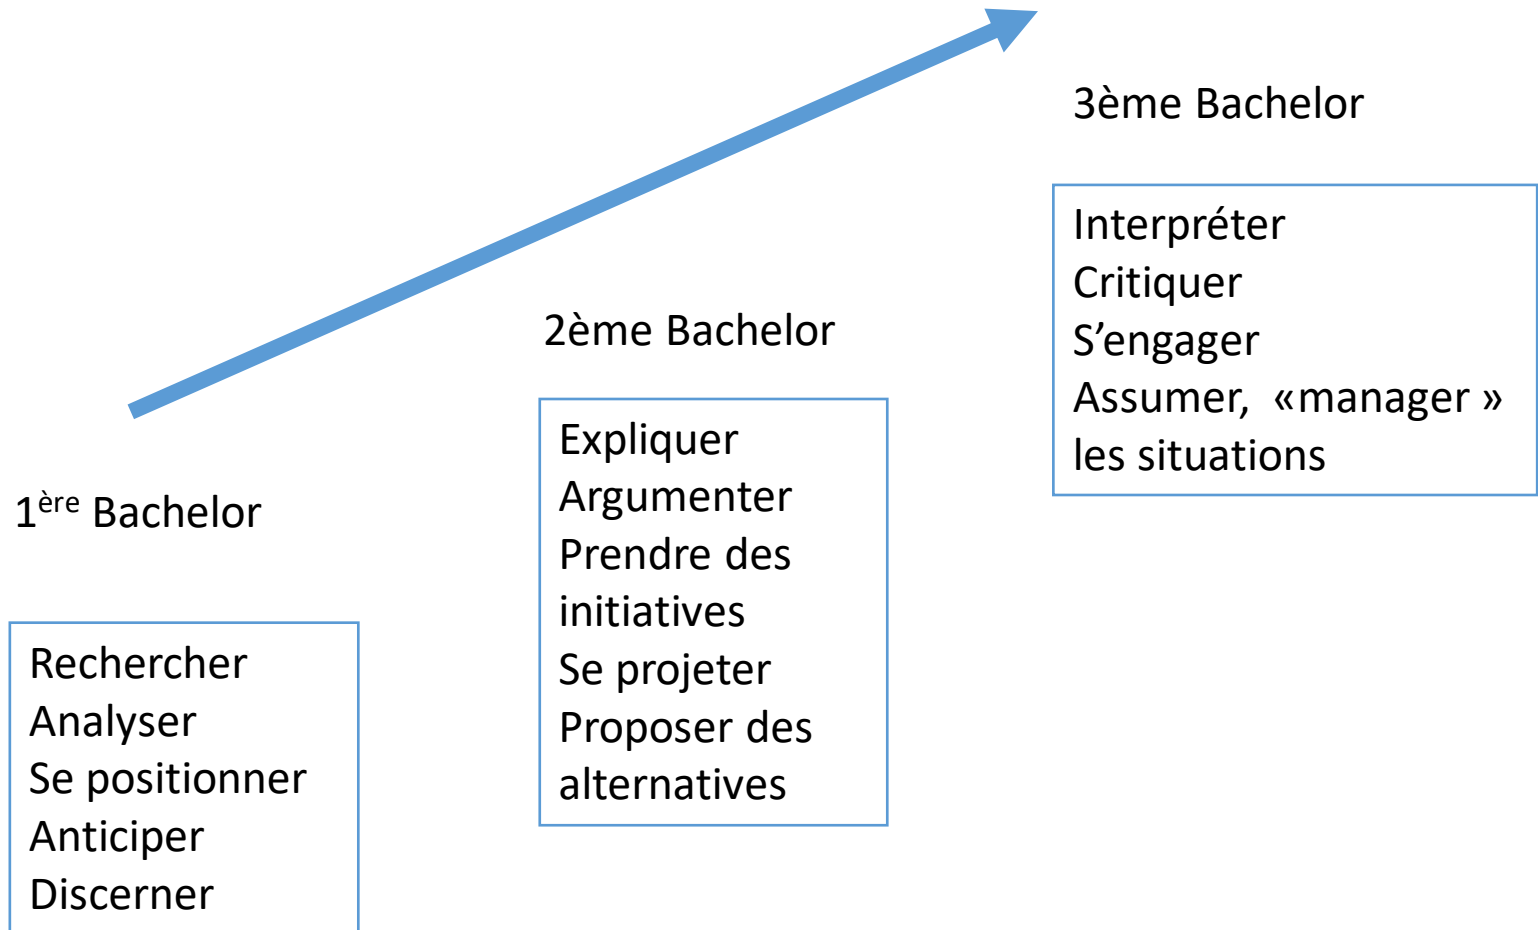 1ère Bachelor
Rechercher
Analyser
Se positionner
Anticiper
Discerner
2ème Bachelor
Expliquer
Argumenter
Prendre des
initiatives
Se projeter
Proposer des
alternatives
3ème Bachelor
Interpréter
Critiquer
S’engager
Assumer,  «manager »
les situations